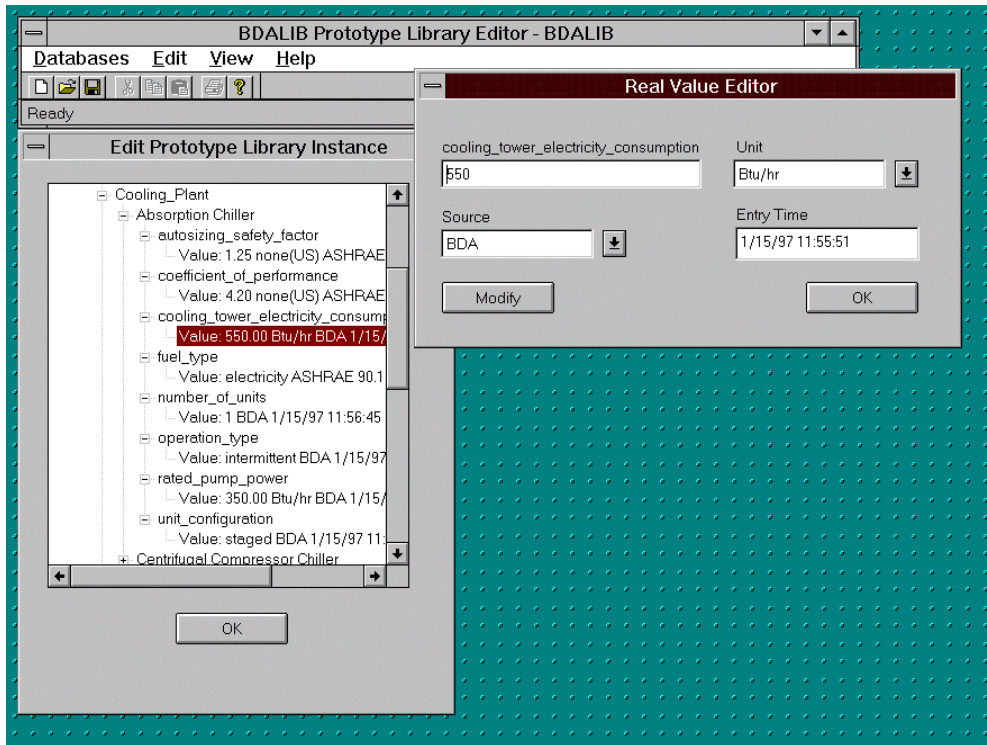 BDALIB Prototype Library Editor - BDALIB
Databases Edit View Help
Ready
Edit Prototype Library Instance
Cooling_Plant
Absorption Chiller
autosizing_safety_factor
Value: 1.25 none(US) ASHRAE
coefficient_of_performance
Value: 4.20 none(US) ASHRAE
cooling_tower_electricity_consump
Value: 550.00 Btu/hr BDA 1/15/
fuel_type
Value: electricity ASHRAE 90.1
number_of_units
Value: 1 BDA 1/15/97 11:56:45
operation_type
Value: intermittent BDA 1/15/97
rated_pump_power
Value: 350.00 Btu/hr BDA 1/15/
unit_configuration
Value: staged BDA 1/15/97 11:
Centrifugal Compressor Chiller
OK
Real Value Editor
cooling_tower_electricity_consumption Unit
550 Btu/hr
Source Entry Time
BDA 1/15/97 11:55:51
Modify OK